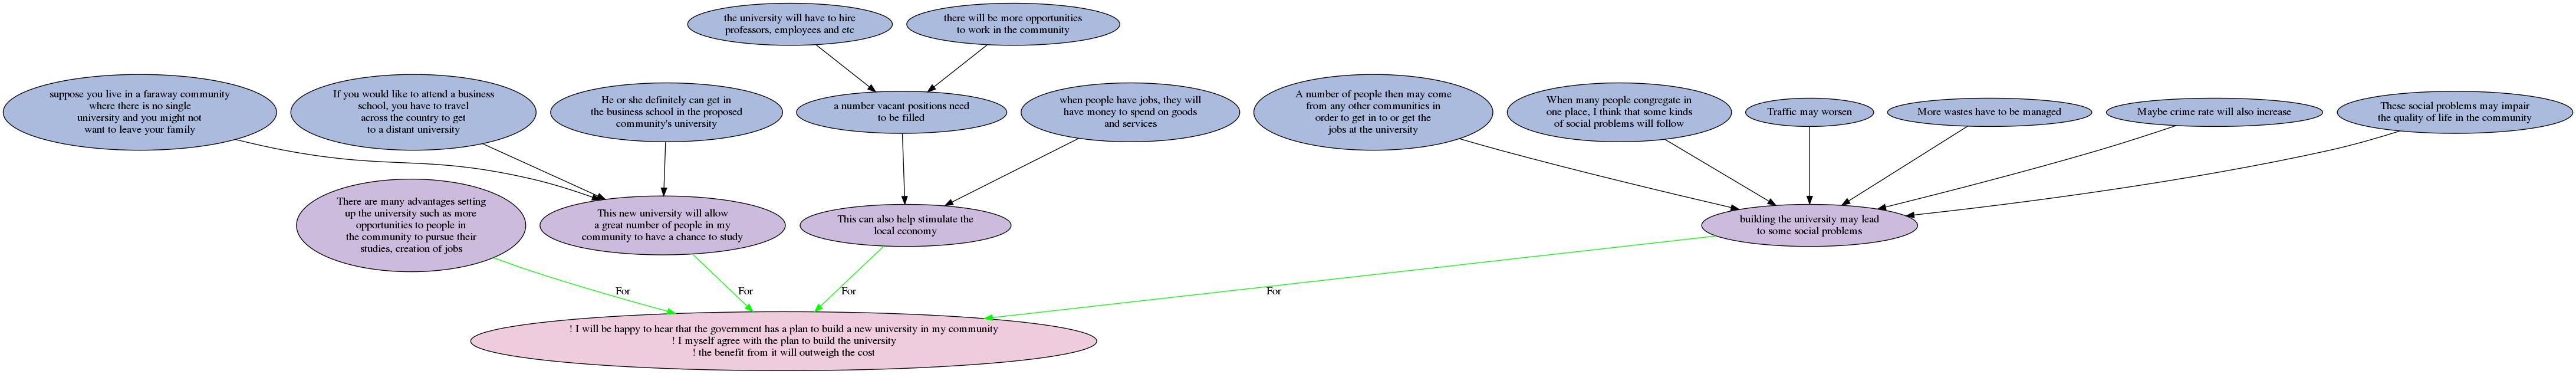 the university will have to hire
professors, employees and etc
there will be more opportunities
to work in the community
suppose you live in a faraway community
where there is no single
university and you might not
want to leave your family
If you would like to attend a business
school, you have to travel
across the country to get
to a distant university
He or she definitely can get in
the business school in the proposed
community's university
a number vacant positions need
to be filled
when people have jobs, they will
have money to spend on goods
and services
A number of people then may come
from any other communities in
order to get in to or get the
jobs at the university
When many people congregate in
one place, I think that some kinds
of social problems will follow
Traffic may worsen
More wastes have to be managed
Maybe crime rate will also increase
These social problems may impair
the quality of life in the community
There are many advantages setting
up the university such as more
opportunities to people in
the community to pursue their
studies, creation of jobs
This new university will allow
a great number of people in my
community to have a chance to study
This can also help stimulate the
local economy
building the university may lead
to some social problems
For
For
For
For
! I will be happy to hear that the government has a plan to build a new university in my community
! I myself agree with the plan to build the university
! the benefit from it will outweigh the cost